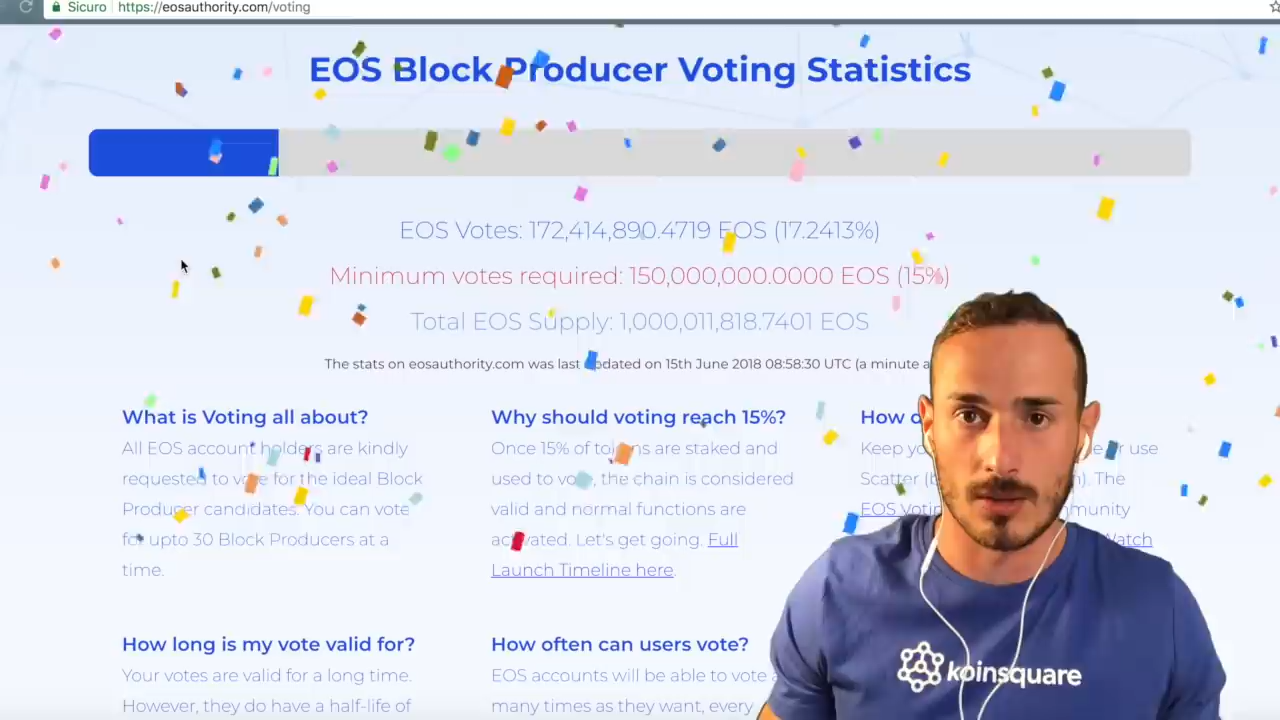 Sicuro https://eosauthority.com/voting
EOS Block Producer Voting Statistics
EOS Votes: 172,414,890.4719 EOS (17.2413%)
Minimum votes required: 150,000,000.0000 EOS (15%)
Total EOS Supply: 1,000,011,818.7401 EOS
The stats on eosauthority.com was last updated on 15th June 2018 08:58:30 UTC (a minute a
What is Voting all about?
All EOS account holders are kindly
requested to vote for the ideal Block
Producer candidates. You can vote
for upto 30 Block Producers at a
time.
Why should voting reach 15%?
Once 15% of tokens are staked and
used to vote, the chain is considered
valid and normal functions are
activated. Let's get going. Full
Launch Timeline here.
How
Keep use
Scatter The
EOS
Watch
How long is my vote valid for?
Your votes are valid for a long time.
However, they do have a half-life of
How often can users vote?
EOS accounts will be able to vote a
many times as they want, every
koinsquare